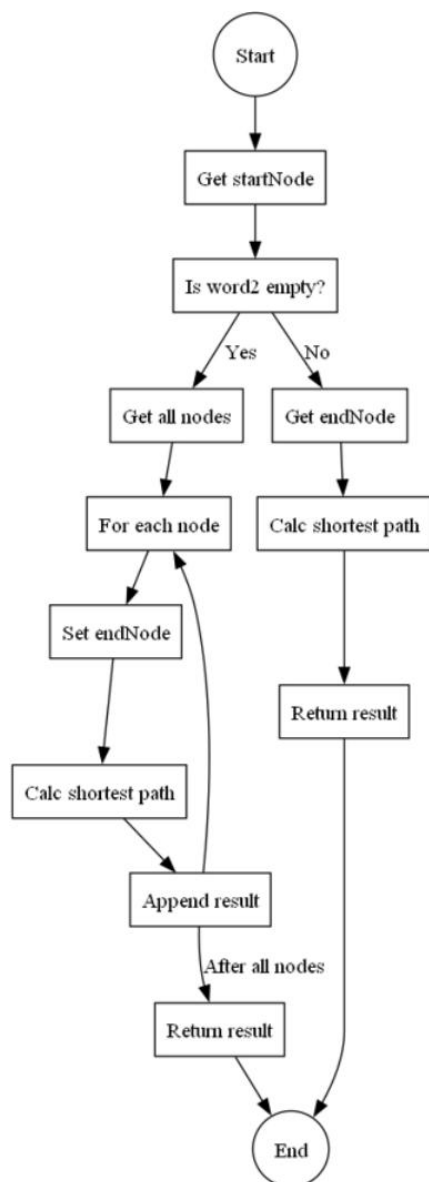 Start
Get startNode
Is word2 empty?
Yes
No
Get all nodes
Get endNode
For each node
Calc shortest path
Set endNode
Return result
Calc shortest path
Append result
After all nodes
Return result
End